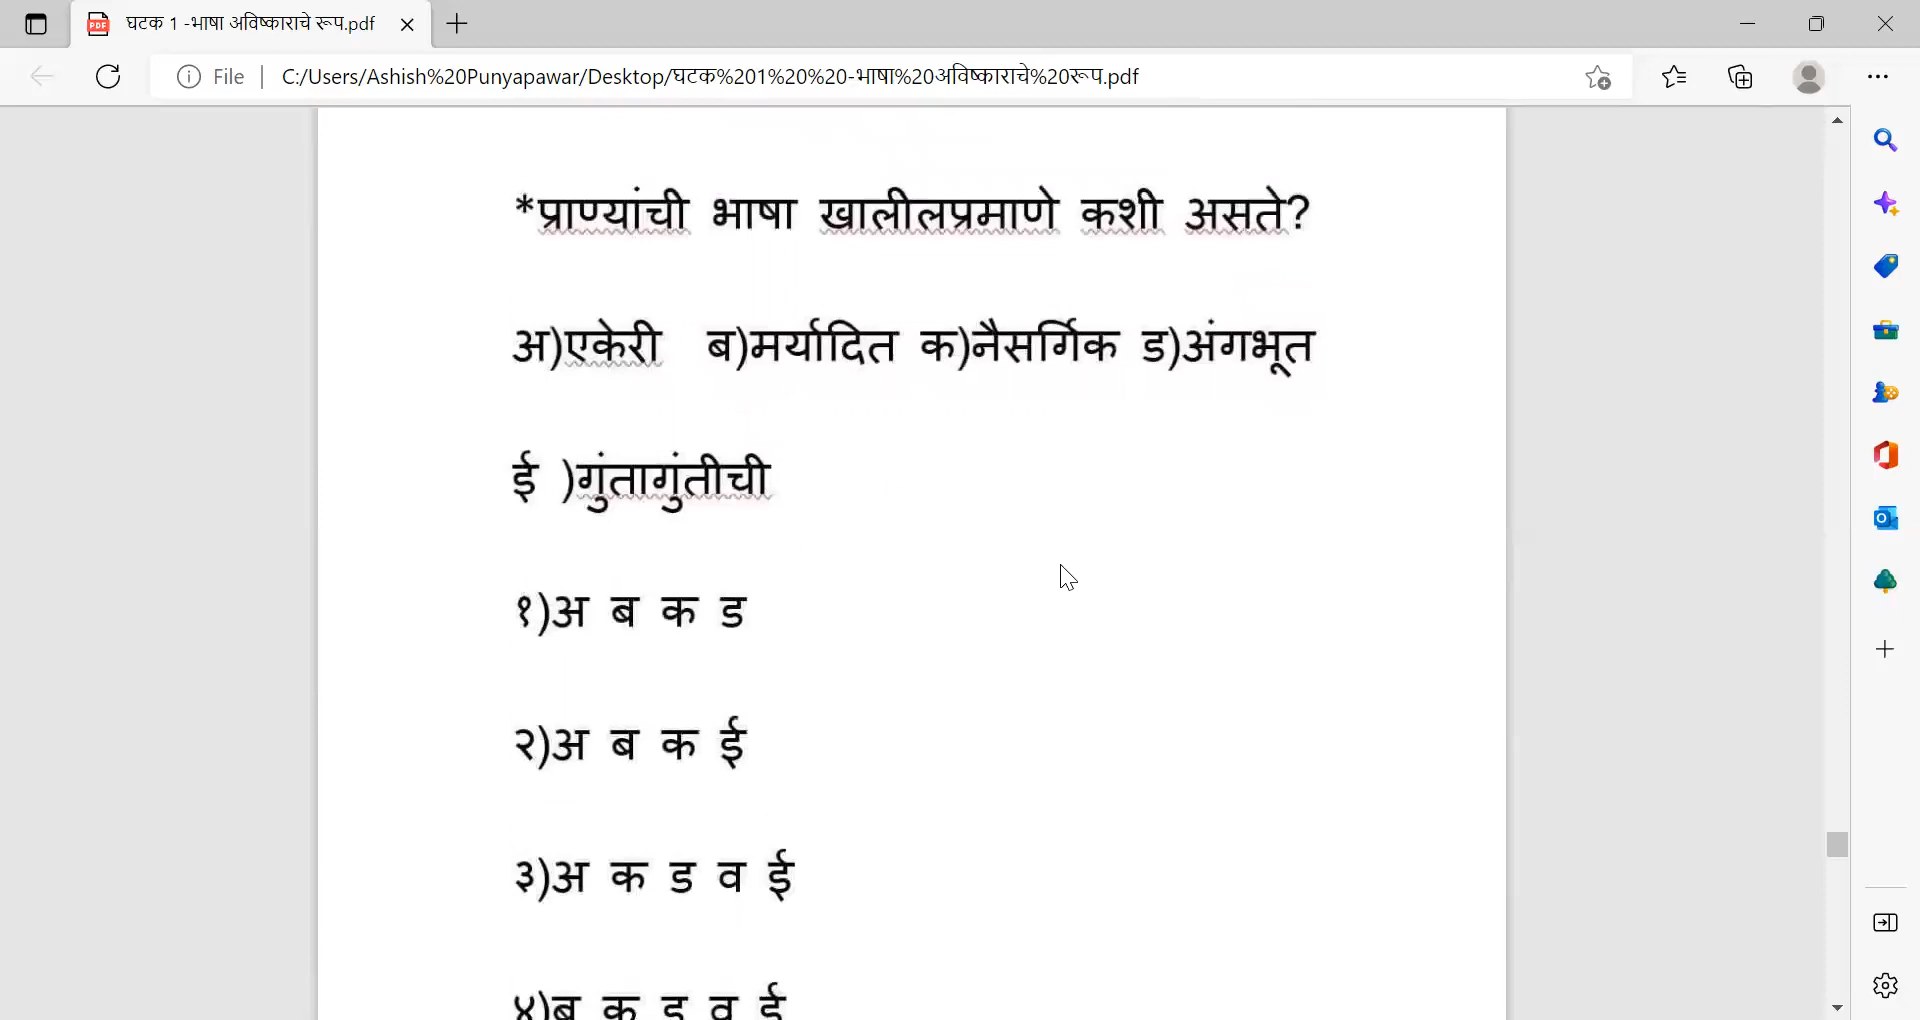 घटक 1 -भाषा अविष्काराचे रूप.pdf
File C:/Users/Ashish%20Punyapawar/Desktop/घटक%201%20%20-भाषा%20अविष्काराचे%20रूप.pdf
*प्राण्यांची भाषा खालीलप्रमाणे कशी असते?
अ)एकेरी ब)मर्यादित क)नैसर्गिक ड)अंगभूत
ई )गुंतागुंतीची
१)अ ब क ड
२)अ ब क ई
३)अ क ड व ई
४)ब क ड व ई